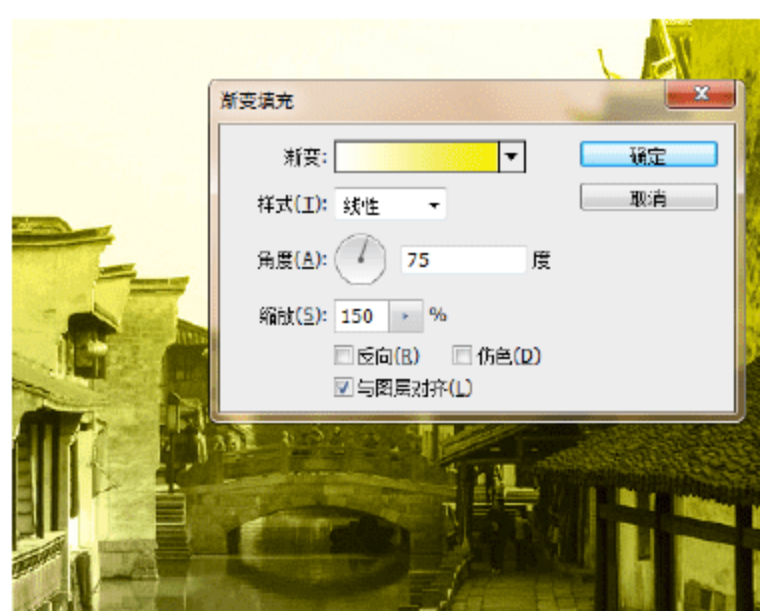 渐变填充
渐变:
确定
样式(T): 线性
取消
角度(A): 75 度
缩放(S): 150 %
反向(R) 仿色(D)
与图层对齐(L)